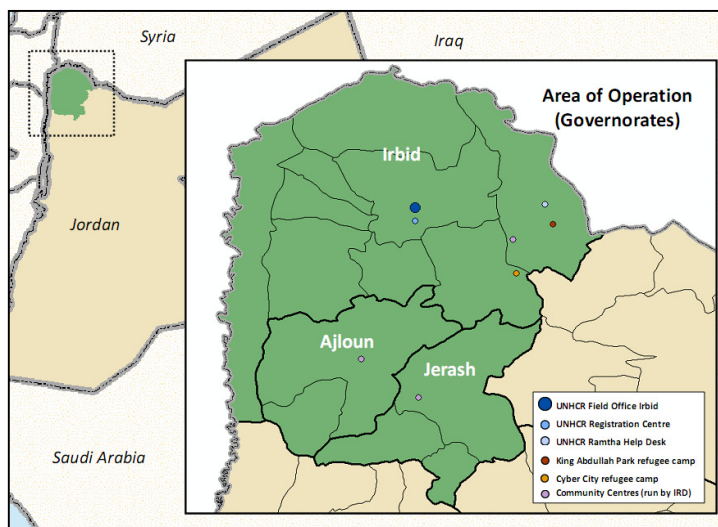 Syria
Iraq
Jordan
Saudi Arabia
Area of Operation
(Governorates)
Irbid
Ajloun
Jerash
UNHCR Field Office Irbid
UNHCR Registration Centre
UNHCR Ramtha Help Desk
King Abdullah Park refugee camp
Cyber City refugee camp
Community Centres (run by IRD)